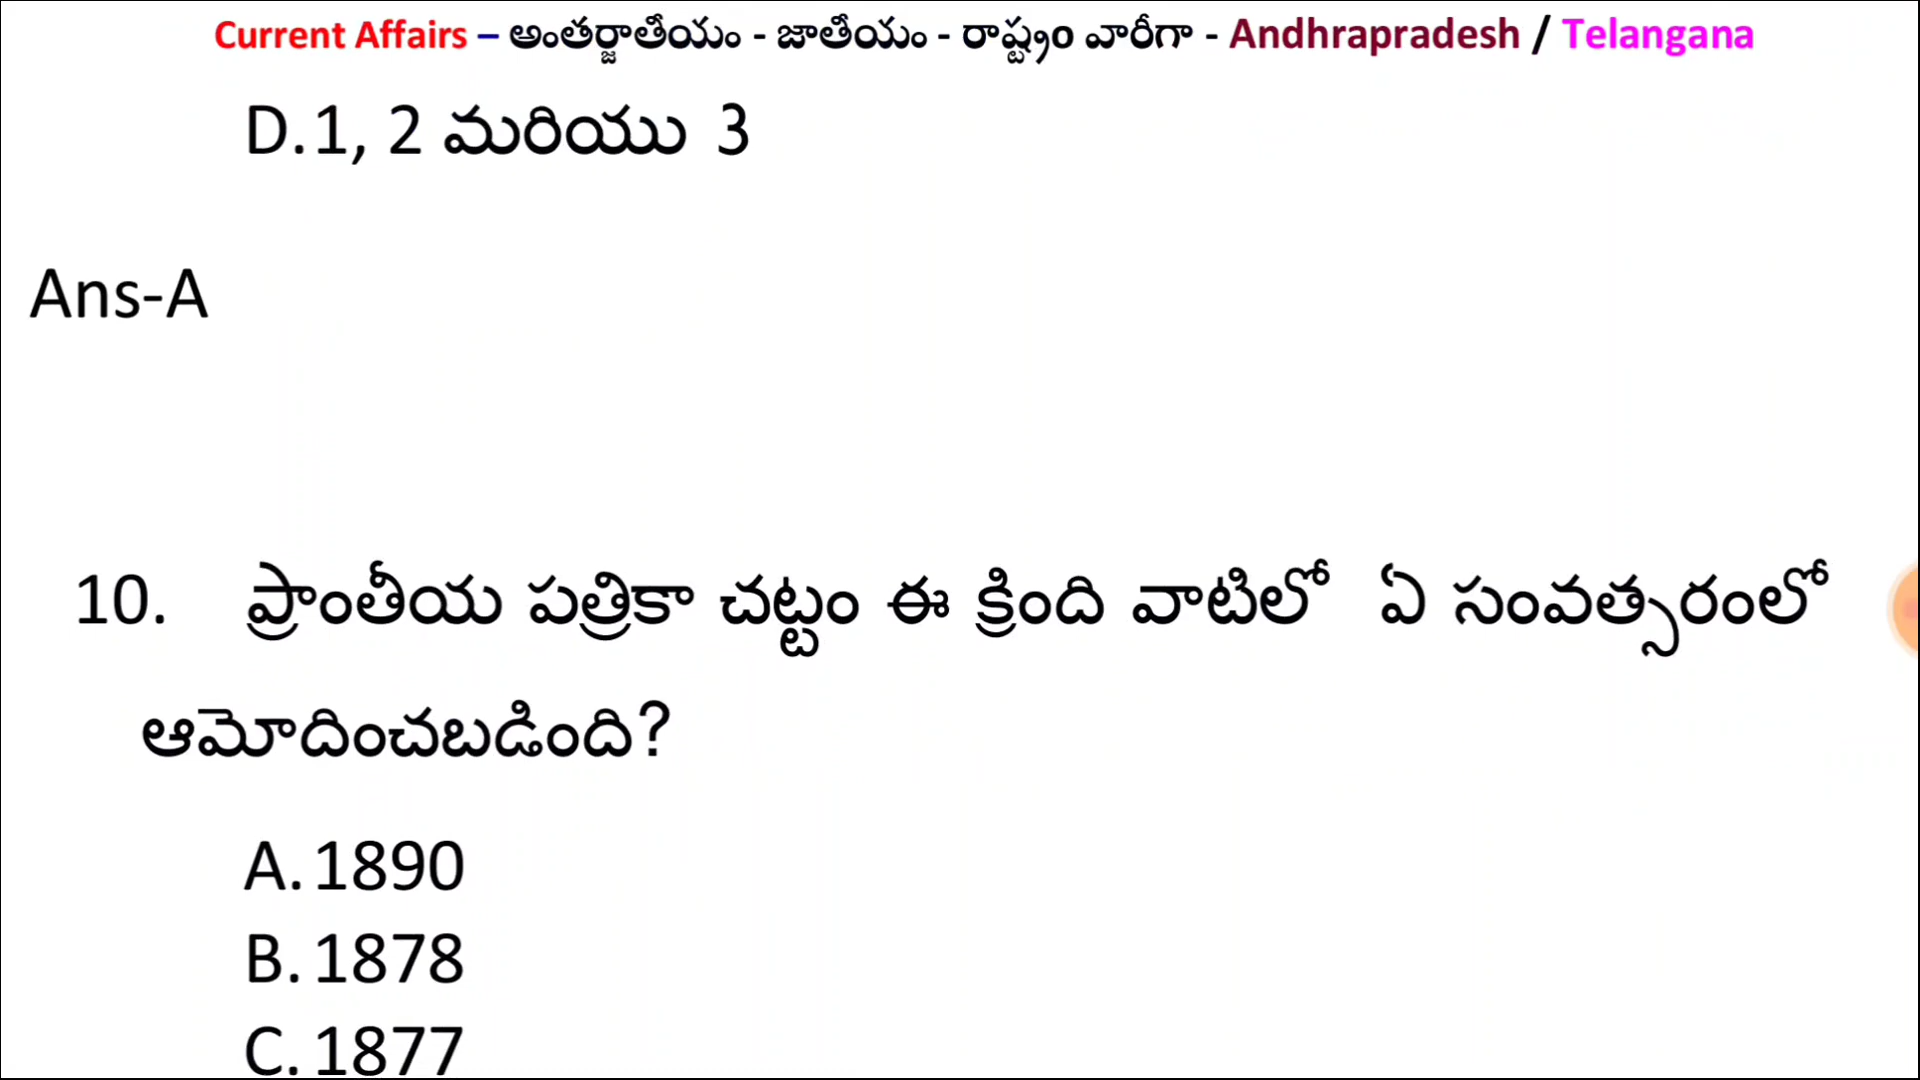 Current Affairs – అంతర్జాతీయం - జాతీయం - రాష్ట్రం వారీగా - Andhrapradesh / Telangana
D. 1, 2 మరియు 3
Ans-A
10. ప్రాంతీయ పత్రికా చట్టం ఈ క్రింది వాటిలో ఏ సంవత్సరంలో
ఆమోదించబడింది?
A. 1890
B. 1878
C. 1877